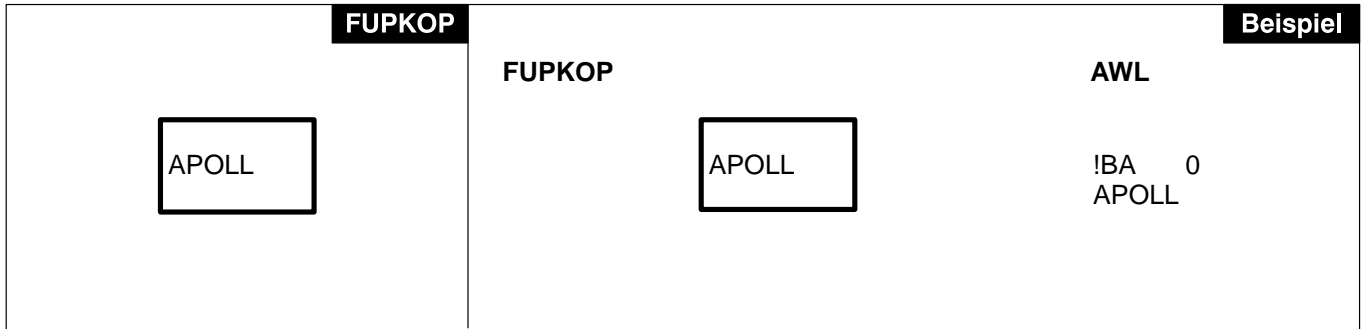 FUPKOP
Beispiel
FUPKOP AWL
APOLL
APOLL
!BA 0
APOLL